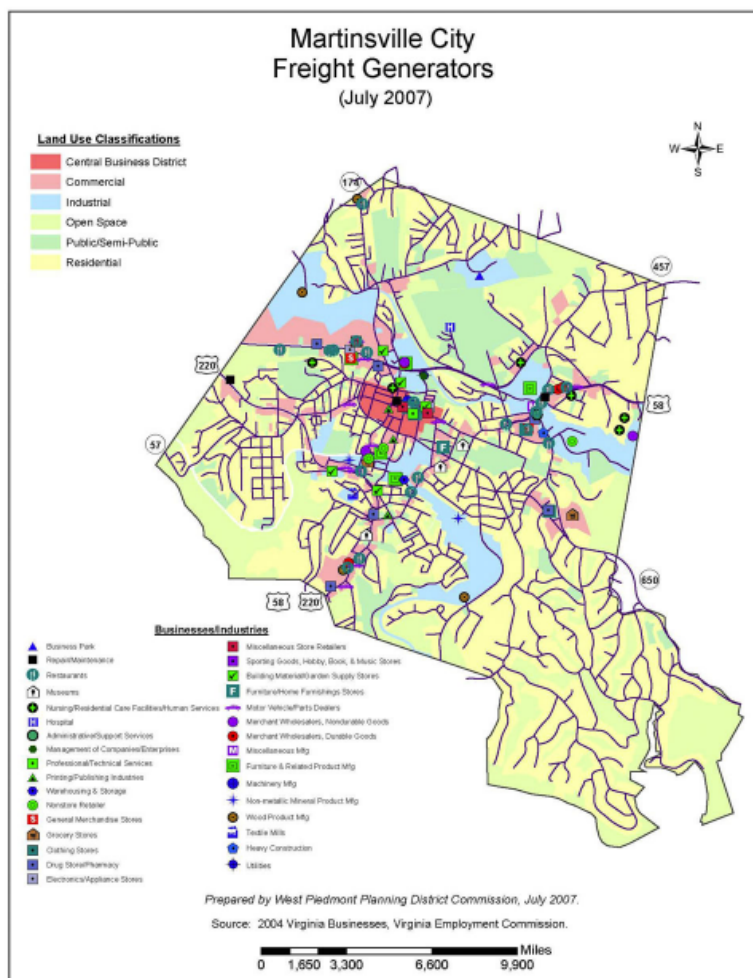 Martinsville City
Freight Generators
(July 2007)
Land Use Classifications
Central Business District
Commercial
Industrial
Open Space
Public/Semi-Public
Residential
N
W E
S
174
457
220
H
58
57
F
650
58 220
Businesses/Industries
Business Park
Repair/Maintenance
Restaurants
Museums
Nursing/Residential Care Facilities/Human Services
Hospital
Administrative/Support Services
Management of Companies/Enterprises
Professional/Technical Services
Printing/Publishing Industries
Warehousing & Storage
Nonstore Retailer
General Merchandise Stores
Grocery Stores
Clothing Stores
Drug Store/Pharmacy
Electronics/Appliance Stores
Miscellaneous Store Retailers
Sporting Goods, Hobby, Book, & Music Stores
Building Material/Garden Supply Stores
Furniture/Home Furnishings Stores
Motor Vehicle/Parts Dealers
Merchant Wholesalers, Nondurable Goods
Merchant Wholesalers, Durable Goods
Miscellaneous Mfg
Furniture & Related Product Mfg
Machinery Mfg
Non-metallic Mineral Product Mfg
Wood Product Mfg
Textile Mills
Heavy Construction
Utilities
Prepared by West Piedmont Planning District Commission, July 2007.
Source: 2004 Virginia Businesses, Virginia Employment Commission.
Miles
0 1,650 3,300 6,600 9,900